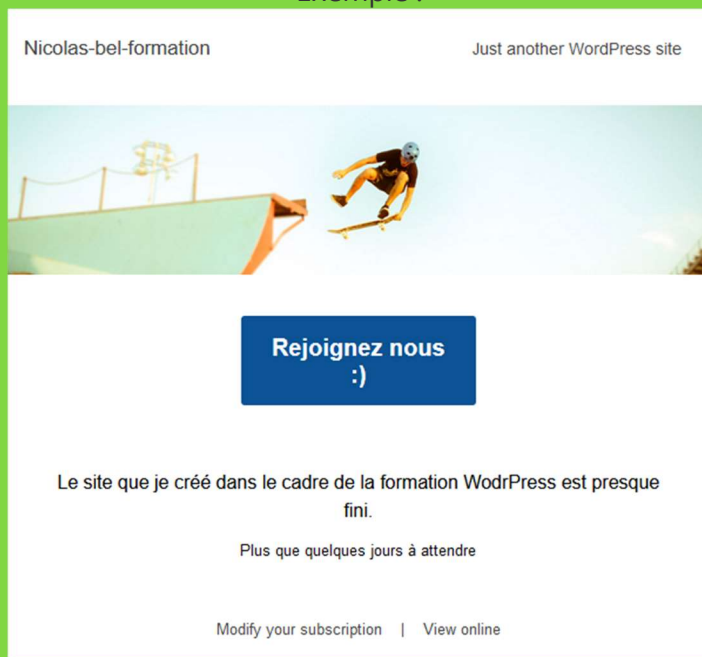 Exemple :
Nicolas-bel-formation
Just another WordPress site
Rejoignez nous
:)
Le site que je créé dans le cadre de la formation WodrPress est presque
fini.
Plus que quelques jours à attendre
Modify your subscription | View online